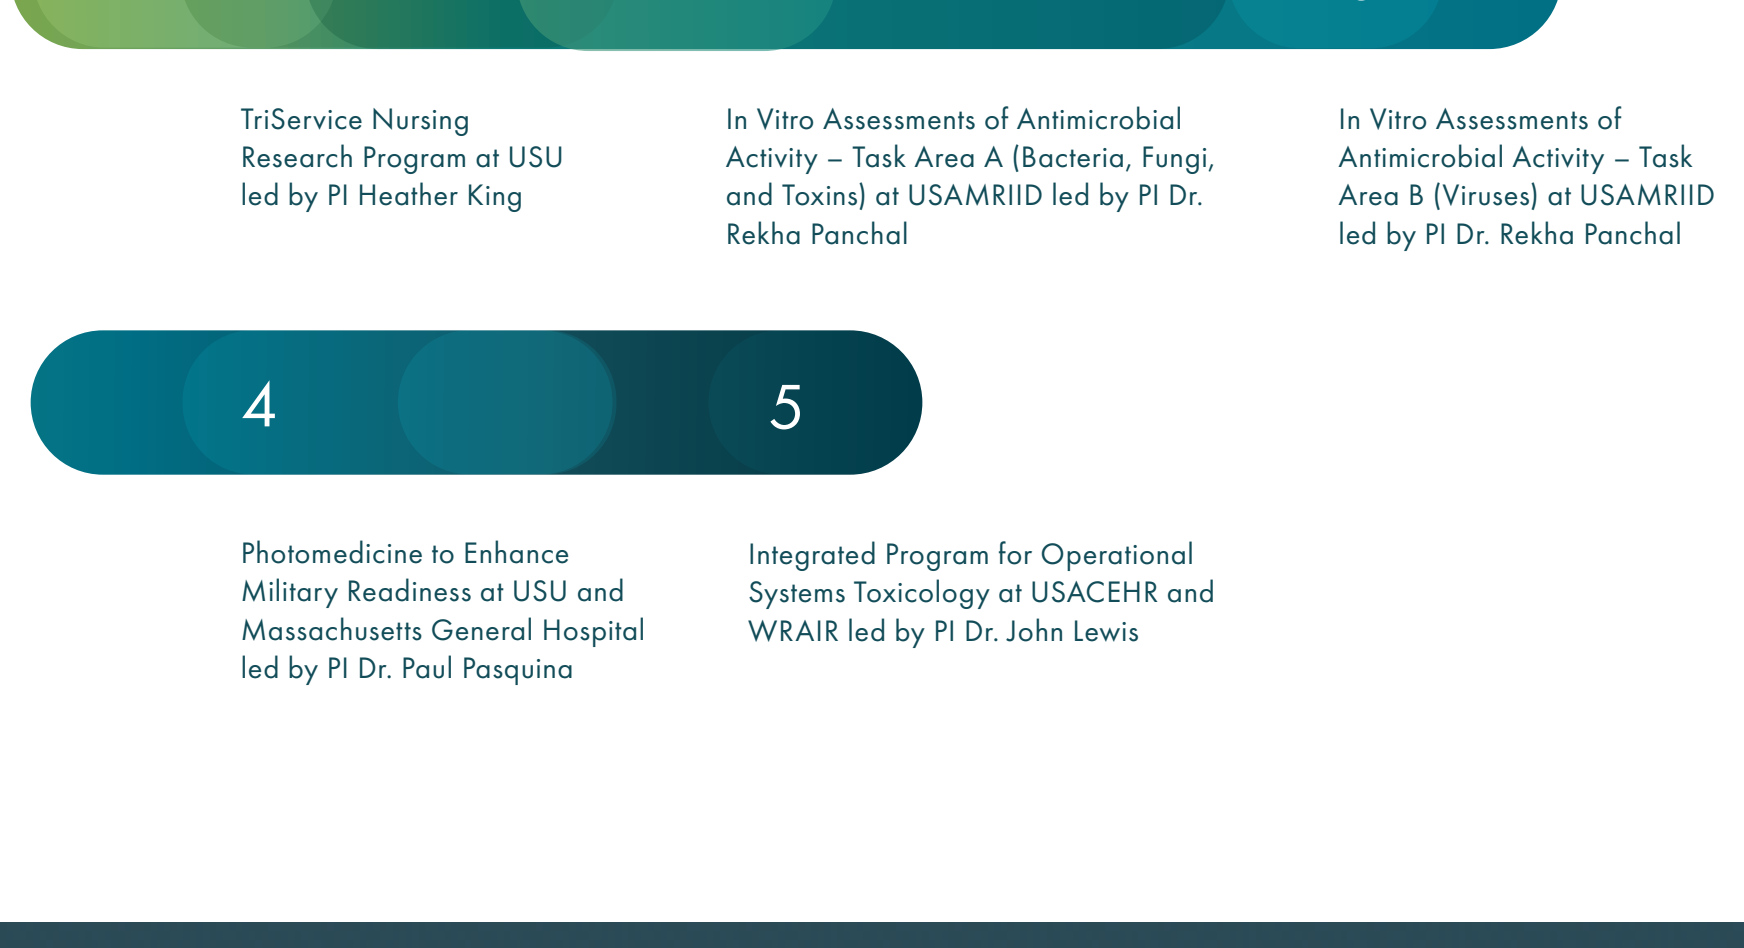 TriService Nursing
Research Program at USU
led by PI Heather King
In Vitro Assessments of Antimicrobial
Activity – Task Area A (Bacteria, Fungi,
and Toxins) at USAMRIID led by PI Dr.
Rekha Panchal
In Vitro Assessments of
Antimicrobial Activity – Task
Area B (Viruses) at USAMRIID
led by PI Dr. Rekha Panchal
4
5
Photomedicine to Enhance
Military Readiness at USU and
Massachusetts General Hospital
led by PI Dr. Paul Pasquina
Integrated Program for Operational
Systems Toxicology at USACEHR and
WRAIR led by PI Dr. John Lewis